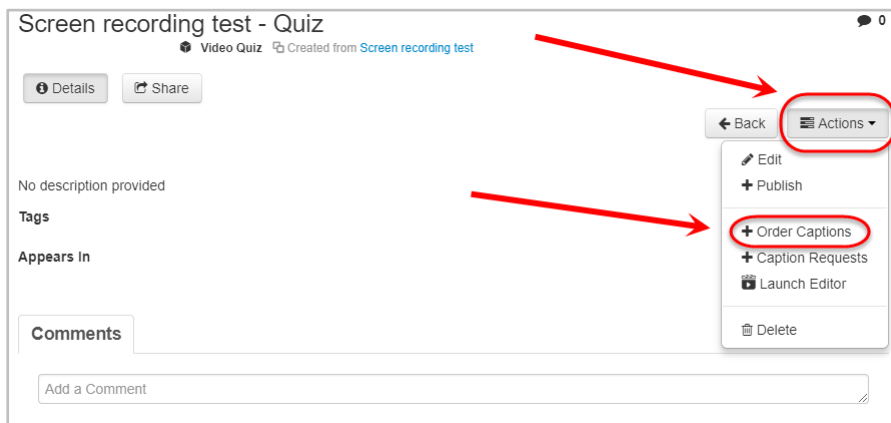 Screen recording test - Quiz
0
Video Quiz Created from Screen recording test
Details Share
Back Actions
Edit
No description provided
+ Publish
Tags
+ Order Captions
Appears In
+ Caption Requests
Launch Editor
Comments
Delete
Add a Comment